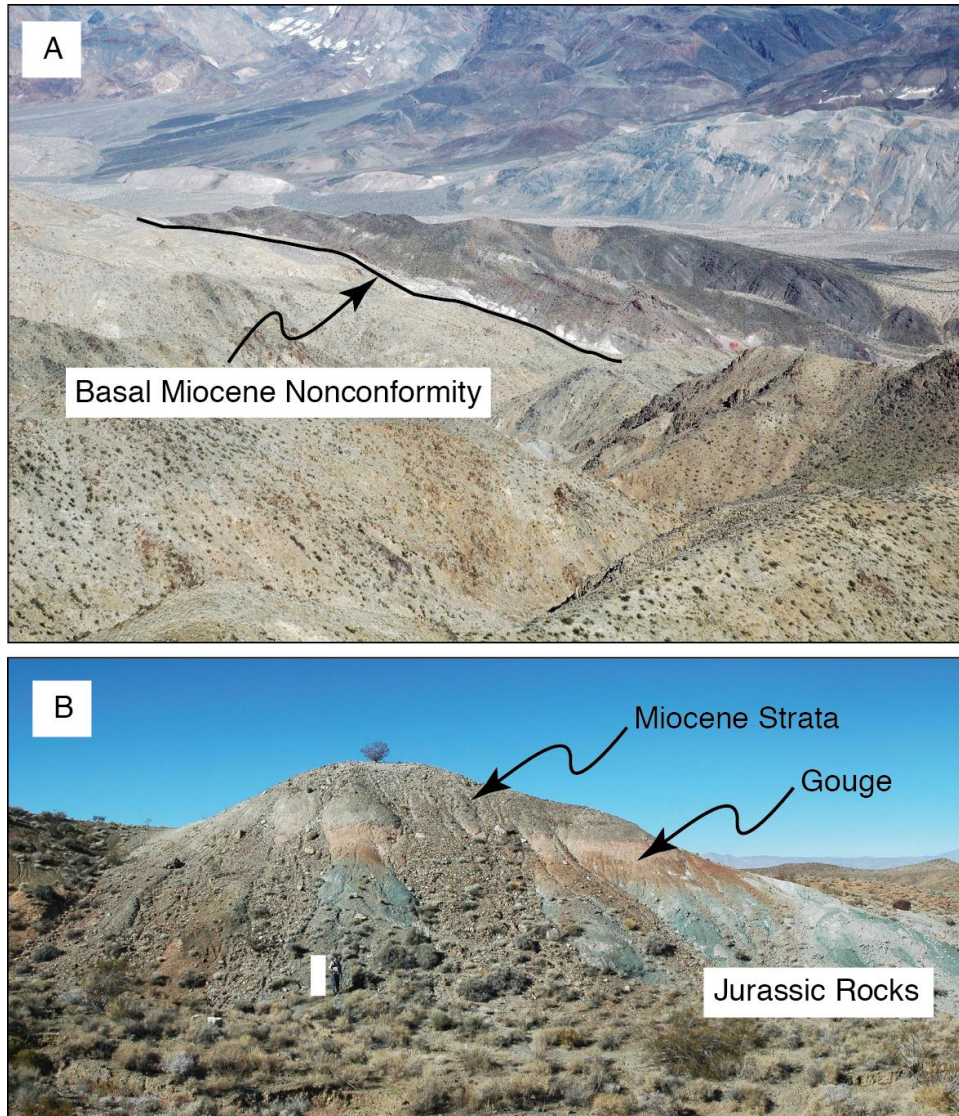 A
Basal Miocene Nonconformity
B
Miocene Strata
Gouge
Jurassic Rocks